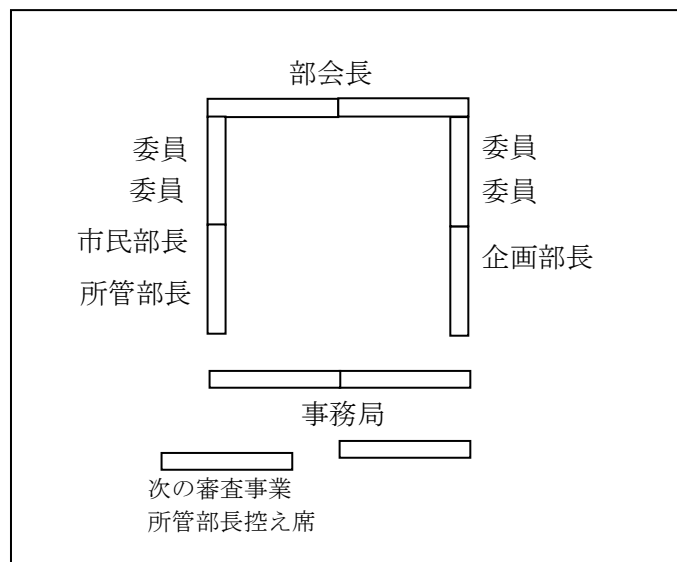 部会長
委員
委員
市民部長
所管部長
委員
委員
企画部長
事務局
次の審査事業
所管部長控え席